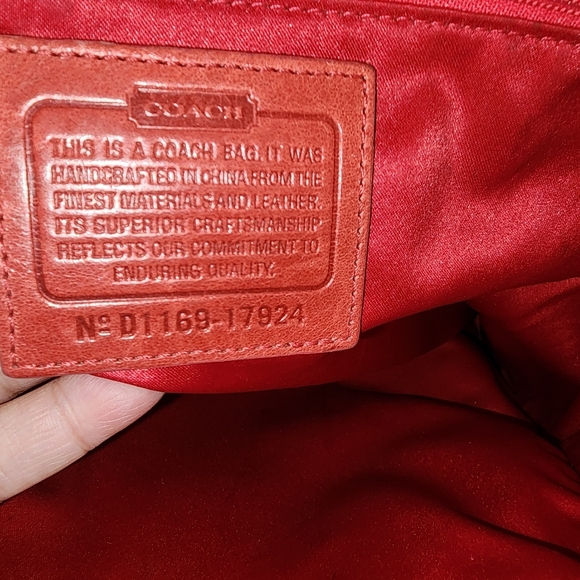 COACH
THIS IS A COACH BAG. IT WAS
HANDCRAFTED IN CHINA FROM THE
FINEST MATERIALS AND LEATHER.
ITS SUPERIOR CRAFTSMANSHIP
REFLECTS OUR COMMITMENT TO
ENDURING QUALITY.
Nº D1169-17924